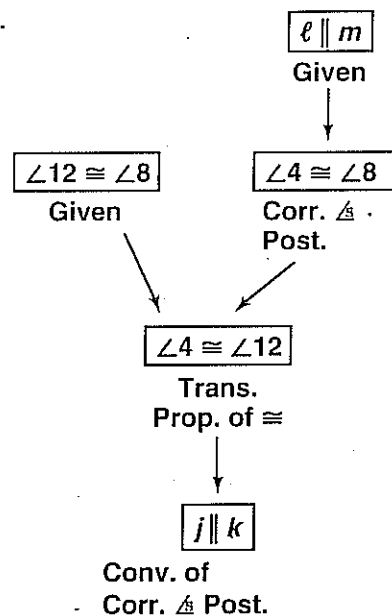 ℓ ∥ m
Given
∠12 ≅ ∠8
∠4 ≅ ∠8
Given
Corr. ∠s
Post.
∠4 ≅ ∠12
Trans.
Prop. of ≅
j ∥ k
Conv. of
Corr. ∠s Post.